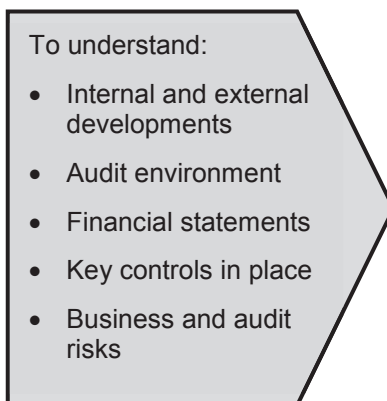 To understand:
• Internal and external
developments
• Audit environment
• Financial statements
• Key controls in place
• Business and audit
risks